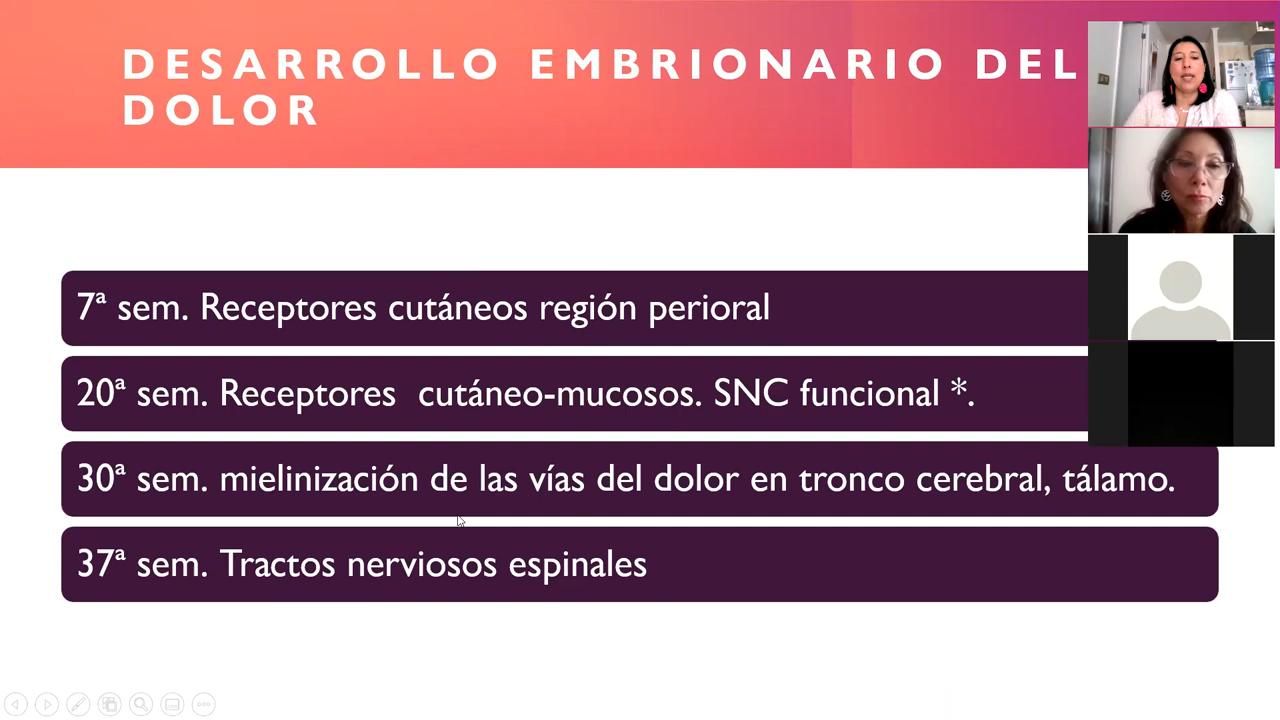 DESARROLLO EMBRIONARIO DEL
DOLOR
7ª sem. Receptores cutáneos región perioral
20ª sem. Receptores cutáneo-mucosos. SNC funcional *.
30ª sem. mielinización de las vías del dolor en tronco cerebral, tálamo.
37ª sem. Tractos nerviosos espinales